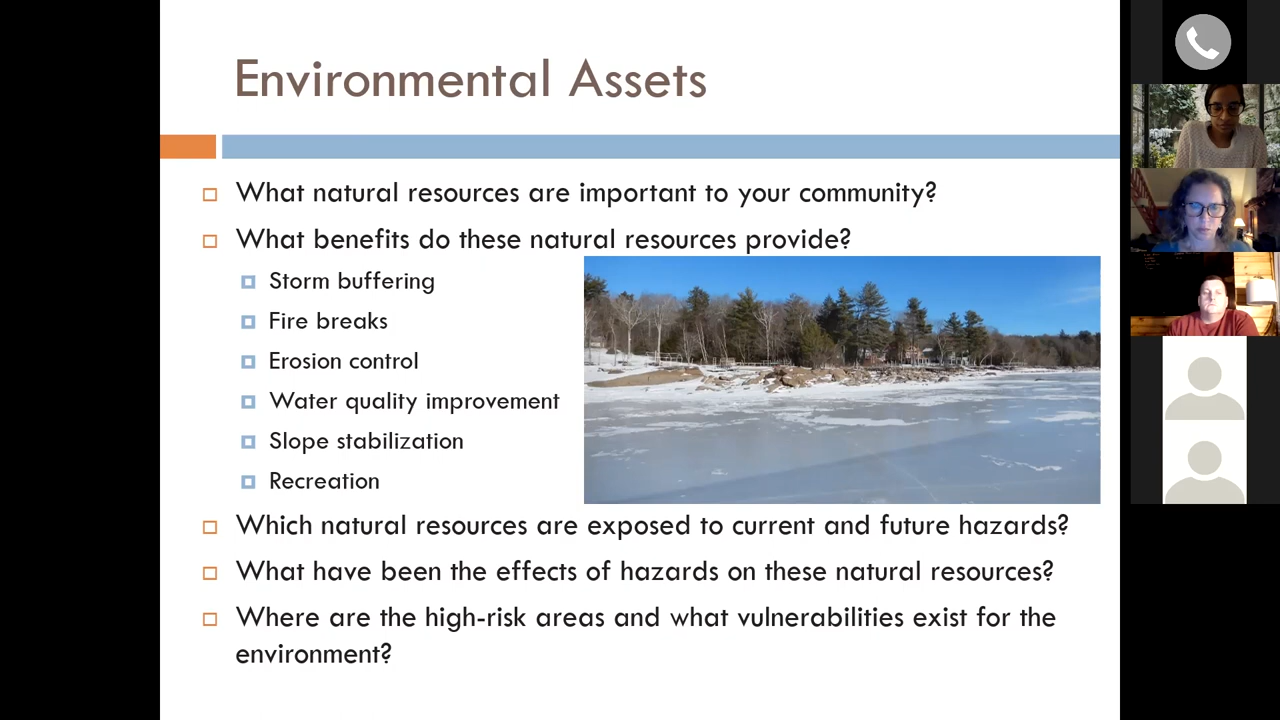 Environmental Assets
What natural resources are important to your community?
What benefits do these natural resources provide?
Storm buffering
Fire breaks
Erosion control
Water quality improvement
Slope stabilization
Recreation
Which natural resources are exposed to current and future hazards?
What have been the effects of hazards on these natural resources?
Where are the high-risk areas and what vulnerabilities exist for the
environment?